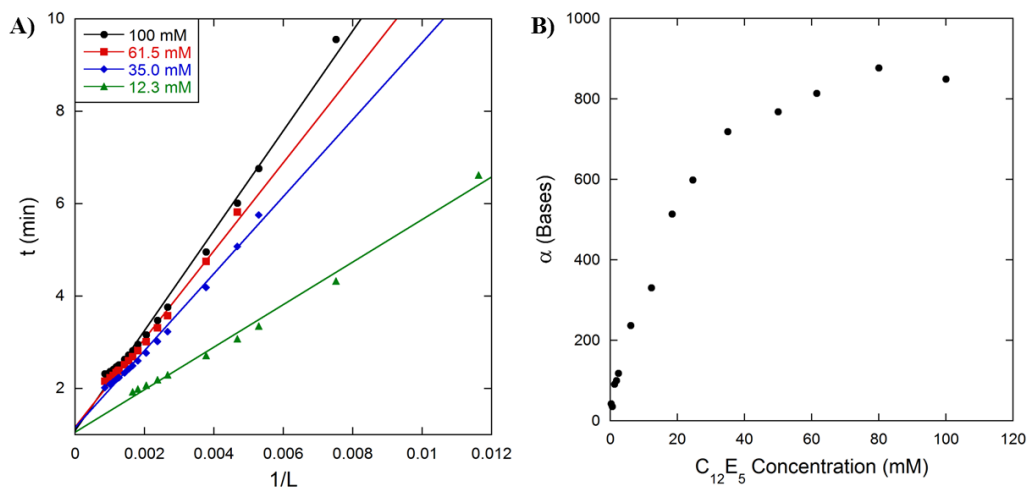 A)
100 mM
61.5 mM
35.0 mM
12.3 mM
10
8
6
4
2
0
0.002
0.004
0.006
0.008
0.01
0.012
t (min)
1/L
B)
1000
800
600
400
200
0
0
20
40
60
80
100
120
α (Bases)
C₁₂E₅ Concentration (mM)